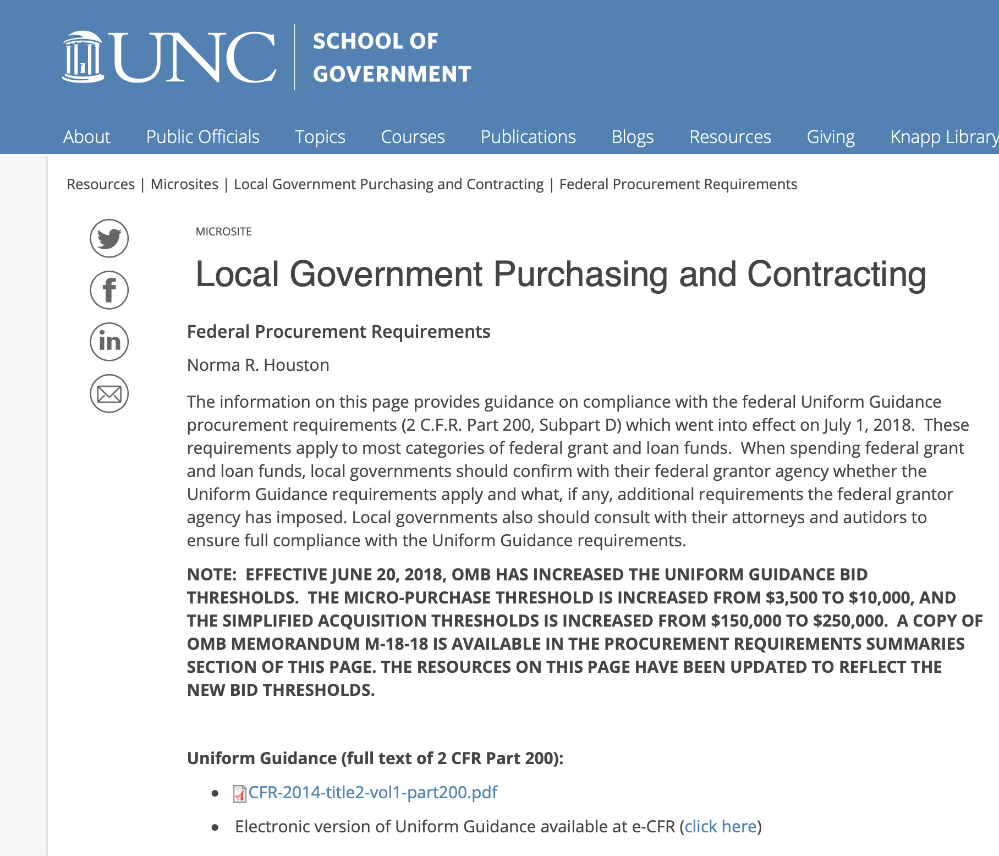 UNC
SCHOOL OF
GOVERNMENT
About Public Officials Topics Courses Publications Blogs Resources Giving Knapp Library
Resources | Microsites | Local Government Purchasing and Contracting | Federal Procurement Requirements
MICROSITE
Local Government Purchasing and Contracting
Federal Procurement Requirements
Norma R. Houston
The information on this page provides guidance on compliance with the federal Uniform Guidance
procurement requirements (2 C.F.R. Part 200, Subpart D) which went into effect on July 1, 2018.  These
requirements apply to most categories of federal grant and loan funds.  When spending federal grant
and loan funds, local governments should confirm with their federal grantor agency whether the
Uniform Guidance requirements apply and what, if any, additional requirements the federal grantor
agency has imposed. Local governments also should consult with their attorneys and autidors to
ensure full compliance with the Uniform Guidance requirements.
NOTE:  EFFECTIVE JUNE 20, 2018, OMB HAS INCREASED THE UNIFORM GUIDANCE BID
THRESHOLDS.  THE MICRO-PURCHASE THRESHOLD IS INCREASED FROM $3,500 TO $10,000, AND
THE SIMPLIFIED ACQUISITION THRESHOLDS IS INCREASED FROM $150,000 TO $250,000.  A COPY OF
OMB MEMORANDUM M-18-18 IS AVAILABLE IN THE PROCUREMENT REQUIREMENTS SUMMARIES
SECTION OF THIS PAGE. THE RESOURCES ON THIS PAGE HAVE BEEN UPDATED TO REFLECT THE
NEW BID THRESHOLDS.
Uniform Guidance (full text of 2 CFR Part 200):
• CFR-2014-title2-vol1-part200.pdf
• Electronic version of Uniform Guidance available at e-CFR (click here)